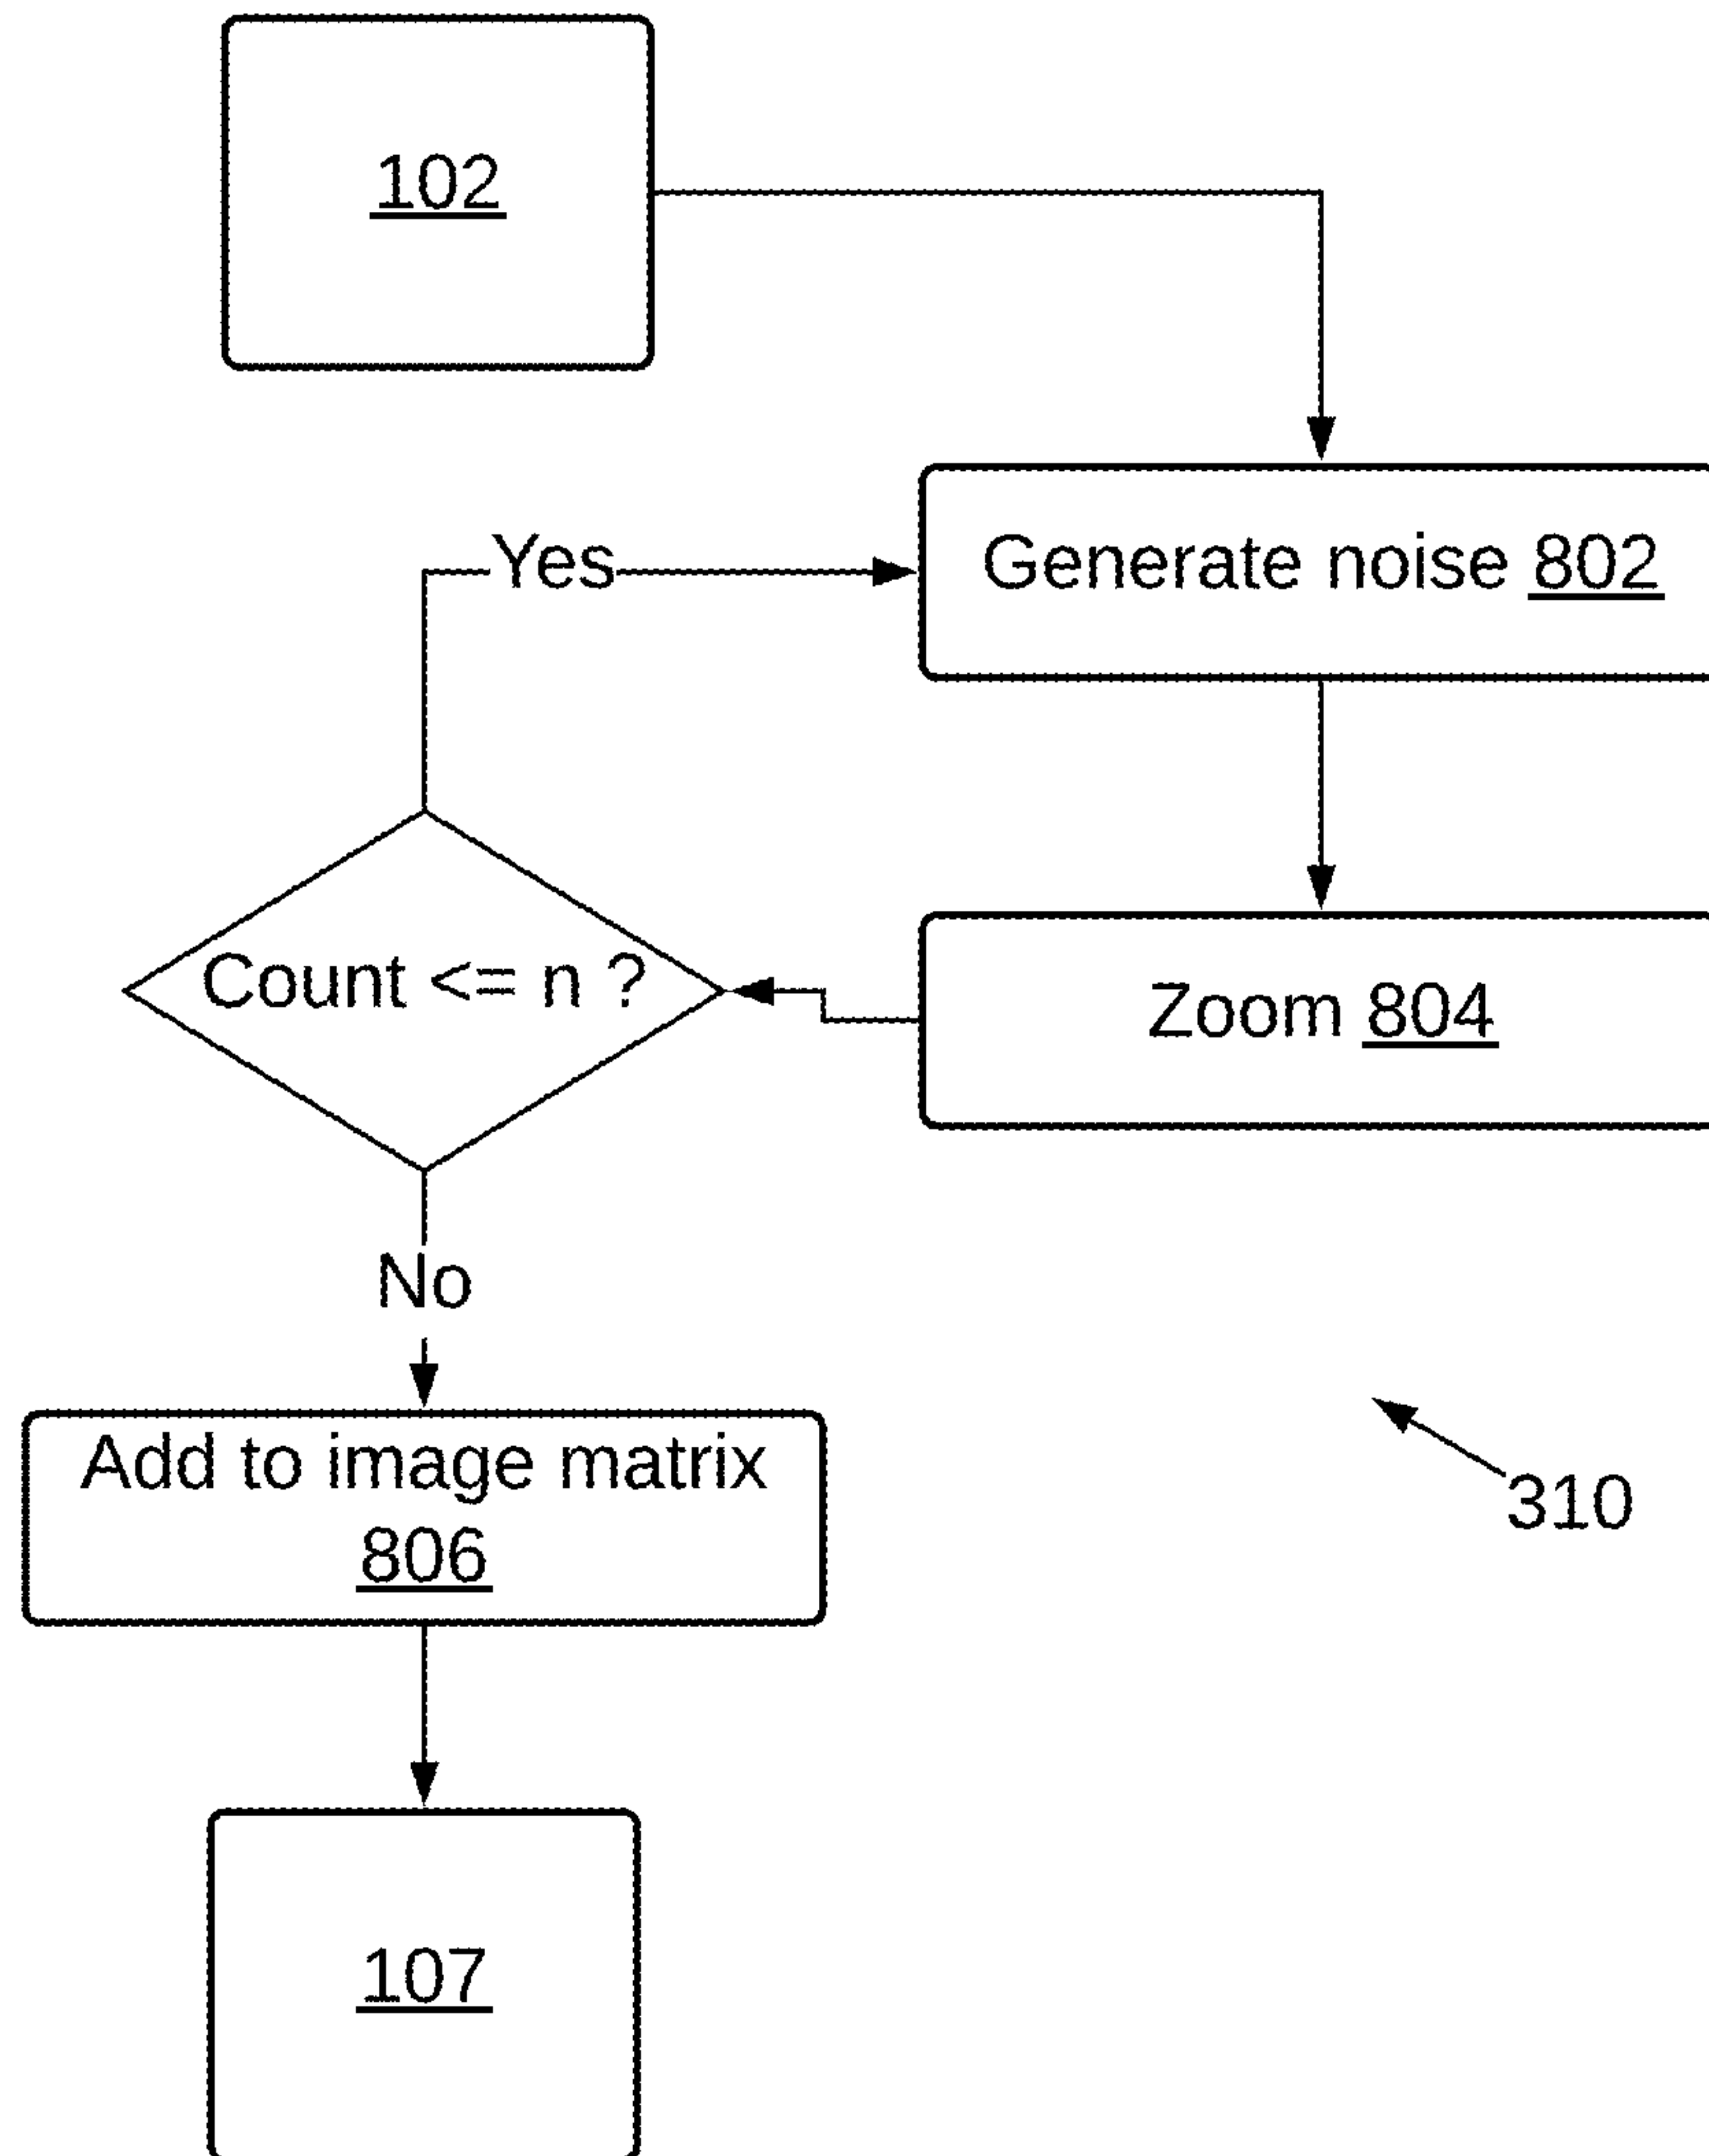 102
Yes
Generate noise 802
Count <= n ?
Zoom 804
No
Add to image matrix
806
310
107